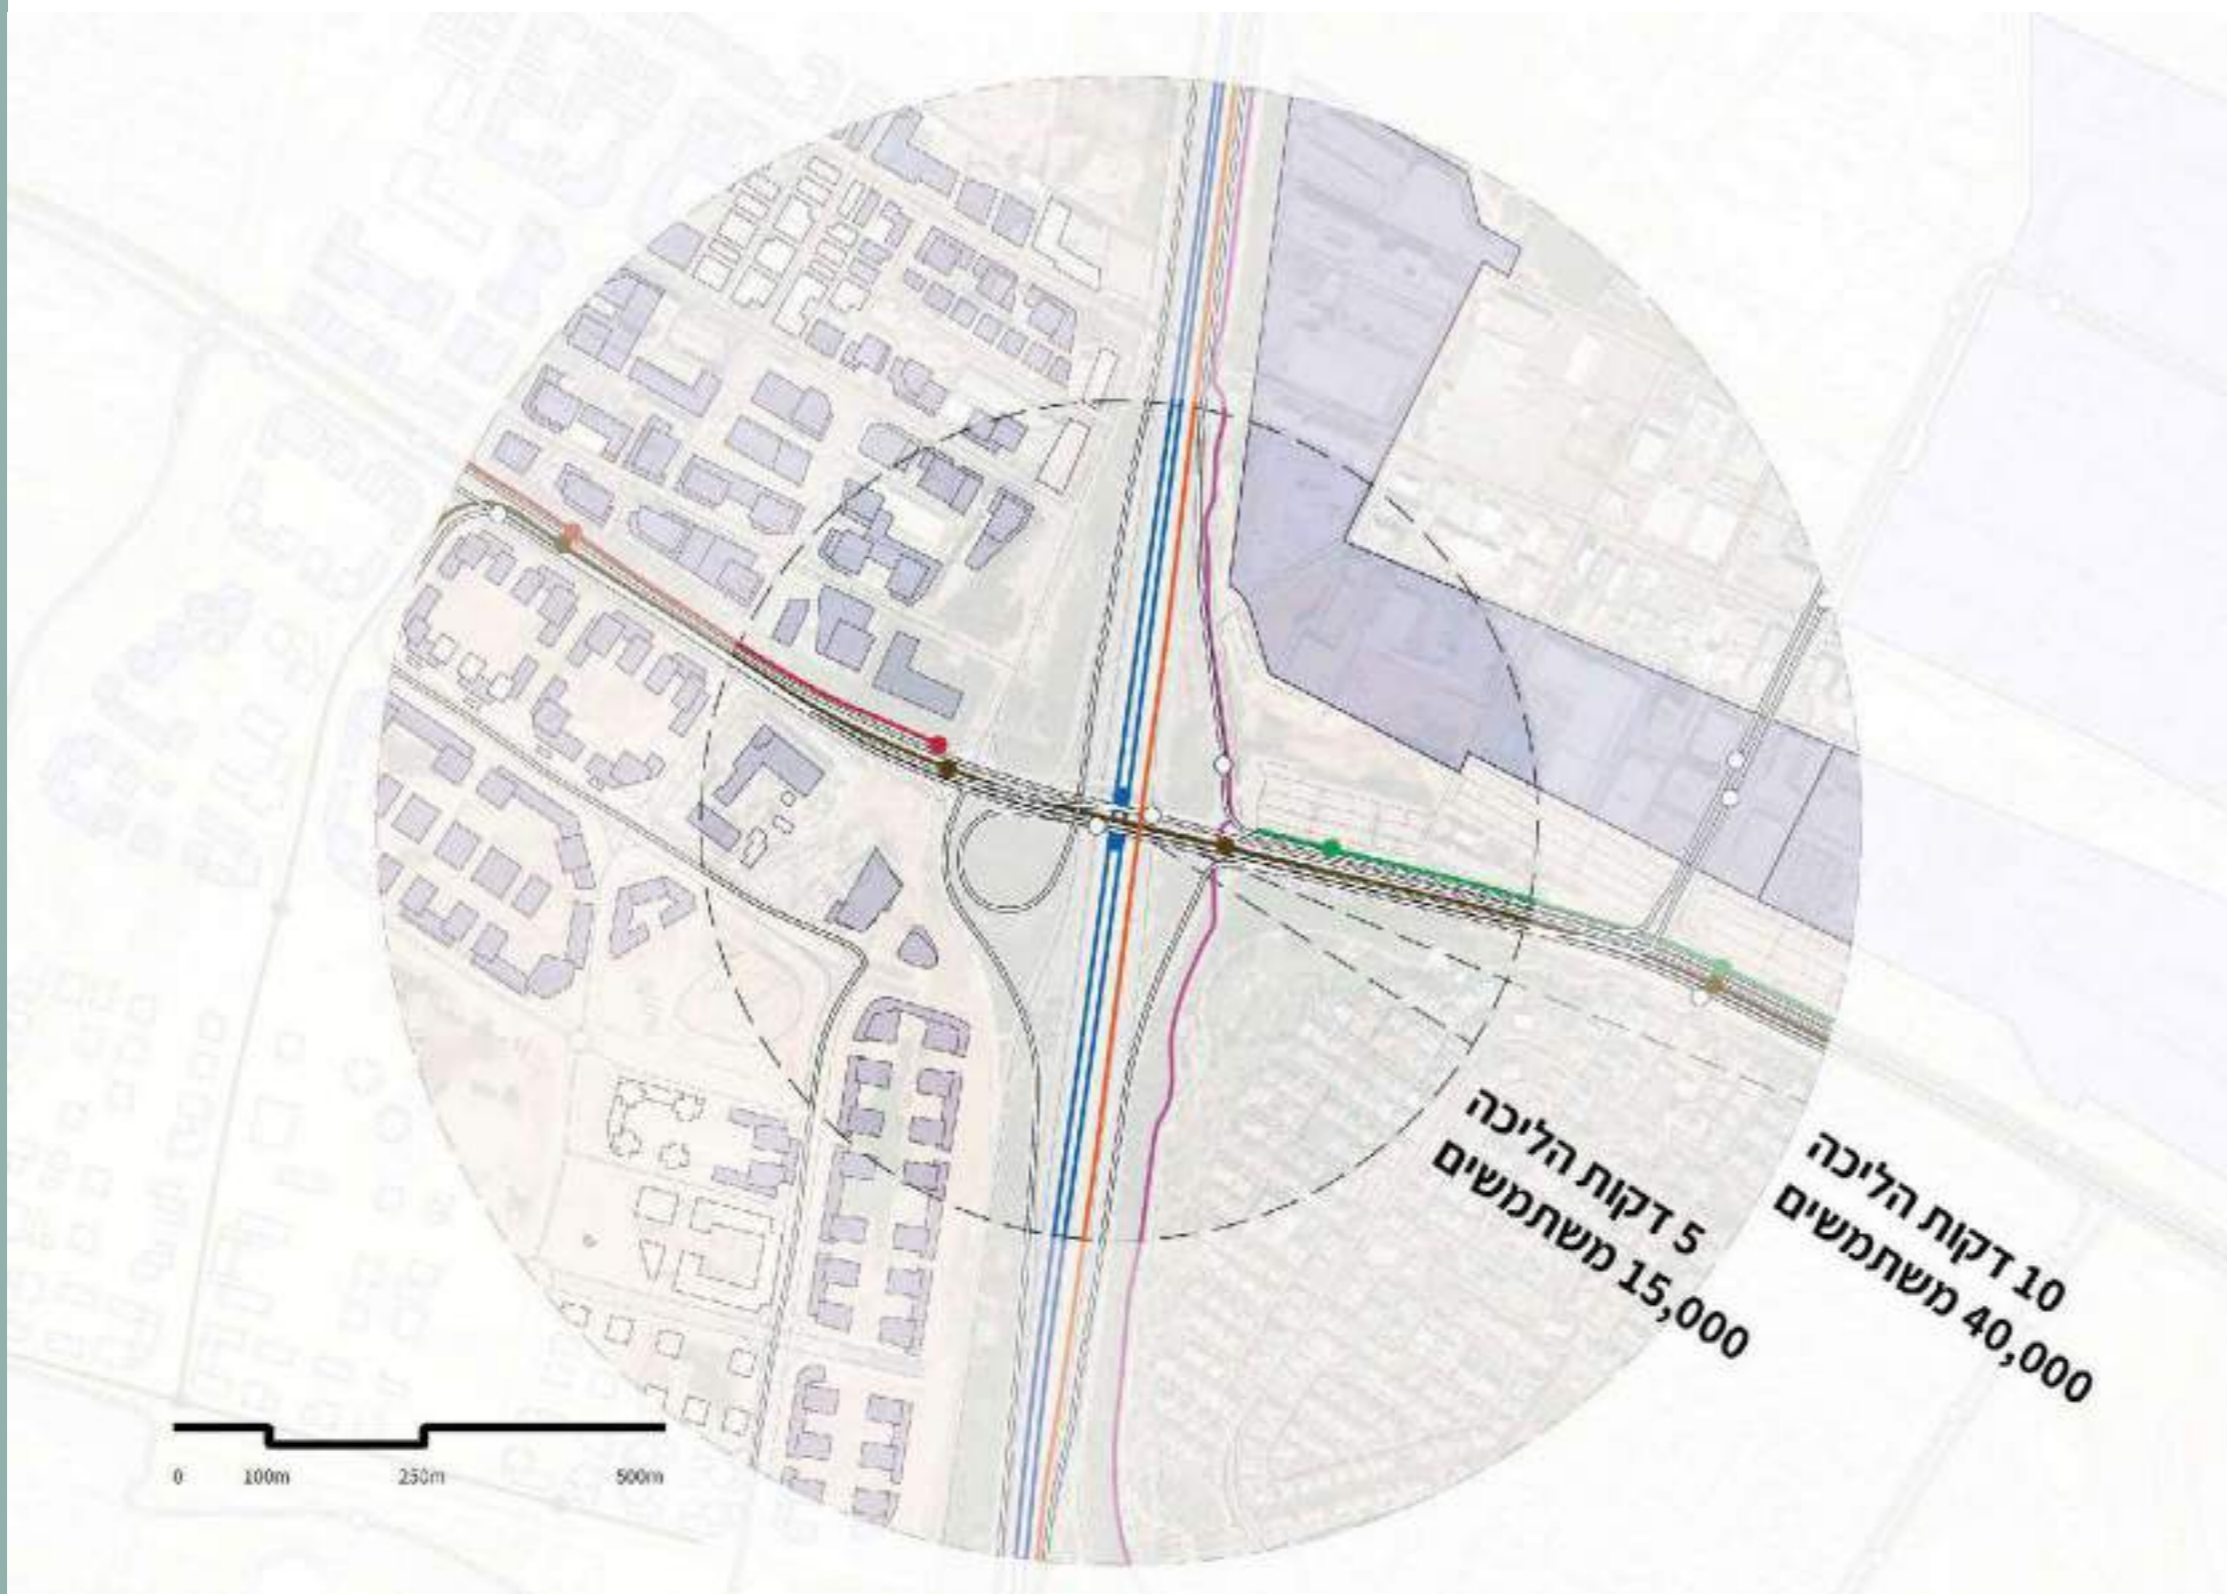 5 דקות הליכה
15,000 משתמשים
10 דקות הליכה
40,000 משתמשים
0 100m 250m 500m